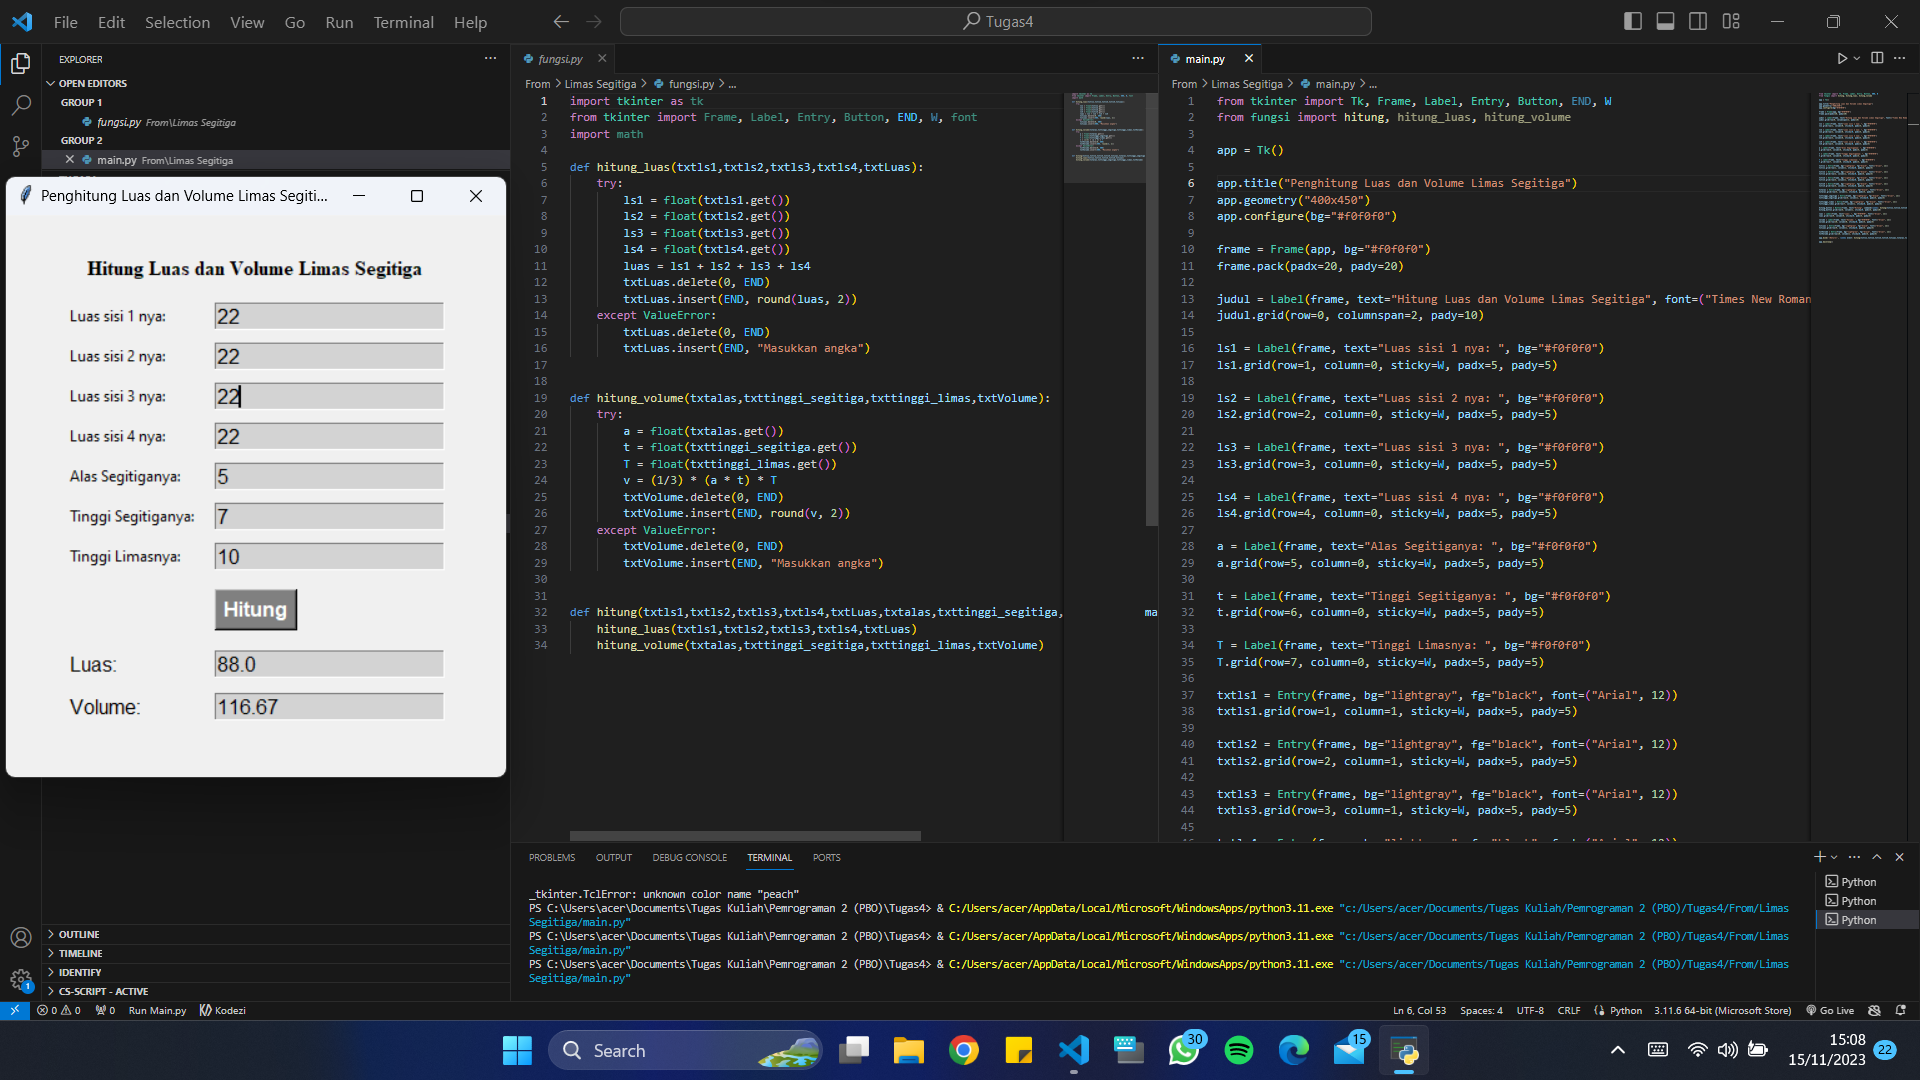 File Edit Selection View Go Run Terminal Help
Tugas4
EXPLORER
OPEN EDITORS
GROUP 1
fungsi.py From\Limas Segitiga
GROUP 2
main.py From\Limas Segitiga
Penghitung Luas dan Volume Limas Segiti...
Hitung Luas dan Volume Limas Segitiga
Luas sisi 1 nya: 22
Luas sisi 2 nya: 22
Luas sisi 3 nya: 22
Luas sisi 4 nya: 22
Alas Segitiganya: 5
Tinggi Segitiganya: 7
Tinggi Limasnya: 10
Hitung
Luas: 88.0
Volume: 116.67
OUTLINE
TIMELINE
IDENTIFY
CS-SCRIPT - ACTIVE
fungsi.py
From > Limas Segitiga > fungsi.py > ...
1 import tkinter as tk
2 from tkinter import Frame, Label, Entry, Button, END, W, font
3 import math
4
5 def hitung_luas(txtls1,txtls2,txtls3,txtls4,txtLuas):
6 try:
7 ls1 = float(txtls1.get())
8 ls2 = float(txtls2.get())
9 ls3 = float(txtls3.get())
10 ls4 = float(txtls4.get())
11 luas = ls1 + ls2 + ls3 + ls4
12 txtLuas.delete(0, END)
13 txtLuas.insert(END, round(luas, 2))
14 except ValueError:
15 txtLuas.delete(0, END)
16 txtLuas.insert(END, "Masukkan angka")
17
18
19 def hitung_volume(txtalas,txttinggi_segitiga,txttinggi_limas,txtVolume):
20 try:
21 a = float(txtalas.get())
22 t = float(txttinggi_segitiga.get())
23 T = float(txttinggi_limas.get())
24 v = (1/3) * (a * t) * T
25 txtVolume.delete(0, END)
26 txtVolume.insert(END, round(v, 2))
27 except ValueError:
28 txtVolume.delete(0, END)
29 txtVolume.insert(END, "Masukkan angka")
30
31
32 def hitung(txtls1,txtls2,txtls3,txtls4,txtLuas,txtalas,txttinggi_segitiga, ma
33 hitung_luas(txtls1,txtls2,txtls3,txtls4,txtLuas)
34 hitung_volume(txtalas,txttinggi_segitiga,txttinggi_limas,txtVolume)
main.py
From > Limas Segitiga > main.py > ...
1 from tkinter import Tk, Frame, Label, Entry, Button, END, W
2 from fungsi import hitung, hitung_luas, hitung_volume
3
4 app = Tk()
5
6 app.title("Penghitung Luas dan Volume Limas Segitiga")
7 app.geometry("400x450")
8 app.configure(bg="#f0f0f0")
9
10 frame = Frame(app, bg="#f0f0f0")
11 frame.pack(padx=20, pady=20)
12
13 judul = Label(frame, text="Hitung Luas dan Volume Limas Segitiga", font=("Times New Roman
14 judul.grid(row=0, columnspan=2, pady=10)
15
16 ls1 = Label(frame, text="Luas sisi 1 nya: ", bg="#f0f0f0")
17 ls1.grid(row=1, column=0, sticky=W, padx=5, pady=5)
18
19 ls2 = Label(frame, text="Luas sisi 2 nya: ", bg="#f0f0f0")
20 ls2.grid(row=2, column=0, sticky=W, padx=5, pady=5)
21
22 ls3 = Label(frame, text="Luas sisi 3 nya: ", bg="#f0f0f0")
23 ls3.grid(row=3, column=0, sticky=W, padx=5, pady=5)
24
25 ls4 = Label(frame, text="Luas sisi 4 nya: ", bg="#f0f0f0")
26 ls4.grid(row=4, column=0, sticky=W, padx=5, pady=5)
27
28 a = Label(frame, text="Alas Segitiganya: ", bg="#f0f0f0")
29 a.grid(row=5, column=0, sticky=W, padx=5, pady=5)
30
31 t = Label(frame, text="Tinggi Segitiganya: ", bg="#f0f0f0")
32 t.grid(row=6, column=0, sticky=W, padx=5, pady=5)
33
34 T = Label(frame, text="Tinggi Limasnya: ", bg="#f0f0f0")
35 T.grid(row=7, column=0, sticky=W, padx=5, pady=5)
36
37 txtls1 = Entry(frame, bg="lightgray", fg="black", font=("Arial", 12))
38 txtls1.grid(row=1, column=1, sticky=W, padx=5, pady=5)
39
40 txtls2 = Entry(frame, bg="lightgray", fg="black", font=("Arial", 12))
41 txtls2.grid(row=2, column=1, sticky=W, padx=5, pady=5)
42
43 txtls3 = Entry(frame, bg="lightgray", fg="black", font=("Arial", 12))
44 txtls3.grid(row=3, column=1, sticky=W, padx=5, pady=5)
45
PROBLEMS OUTPUT DEBUG CONSOLE TERMINAL PORTS
_tkinter.TclError: unknown color name "peach"
PS C:\Users\acer\Documents\Tugas Kuliah\Pemrograman 2 (PBO)\Tugas4> & C:/Users/acer/AppData/Local/Microsoft/WindowsApps/python3.11.exe "c:/Users/acer/Documents/Tugas Kuliah/Pemrograman 2 (PBO)/Tugas4/From/Limas
Segitiga/main.py"
PS C:\Users\acer\Documents\Tugas Kuliah\Pemrograman 2 (PBO)\Tugas4> & C:/Users/acer/AppData/Local/Microsoft/WindowsApps/python3.11.exe "c:/Users/acer/Documents/Tugas Kuliah/Pemrograman 2 (PBO)/Tugas4/From/Limas
Segitiga/main.py"
PS C:\Users\acer\Documents\Tugas Kuliah\Pemrograman 2 (PBO)\Tugas4> & C:/Users/acer/AppData/Local/Microsoft/WindowsApps/python3.11.exe "c:/Users/acer/Documents/Tugas Kuliah/Pemrograman 2 (PBO)/Tugas4/From/Limas
Segitiga/main.py"
Python
Python
Python
1
0 0 0 Run Main.py Kodezi
Ln 6, Col 53 Spaces: 4 UTF-8 CRLF Python 3.11.6 64-bit (Microsoft Store) Go Live
Search
30
15
15:08
15/11/2023
22